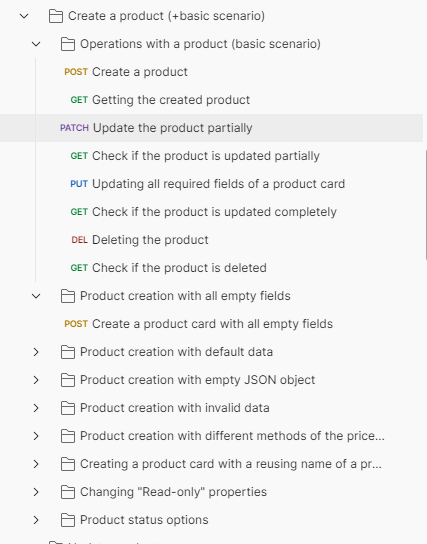 Create a product (+basic scenario)
Operations with a product (basic scenario)
POST Create a product
GET Getting the created product
PATCH Update the product partially
GET Check if the product is updated partially
PUT Updating all required fields of a product card
GET Check if the product is updated completely
DEL Deleting the product
GET Check if the product is deleted
Product creation with all empty fields
POST Create a product card with all empty fields
Product creation with default data
Product creation with empty JSON object
Product creation with invalid data
Product creation with different methods of the price...
Creating a product card with a reusing name of a pr...
Changing "Read-only" properties
Product status options